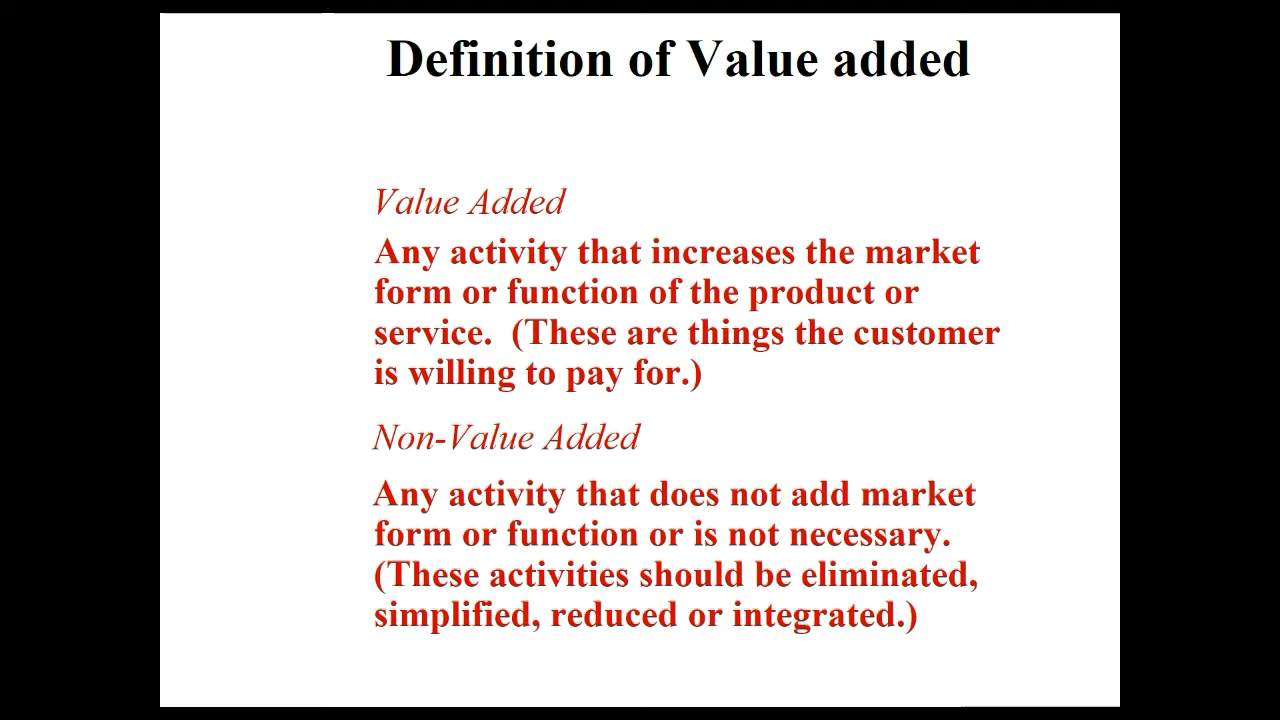 Definition of Value added
Value Added
Any activity that increases the market
form or function of the product or
service.  (These are things the customer
is willing to pay for.)
Non-Value Added
Any activity that does not add market
form or function or is not necessary.
(These activities should be eliminated,
simplified, reduced or integrated.)